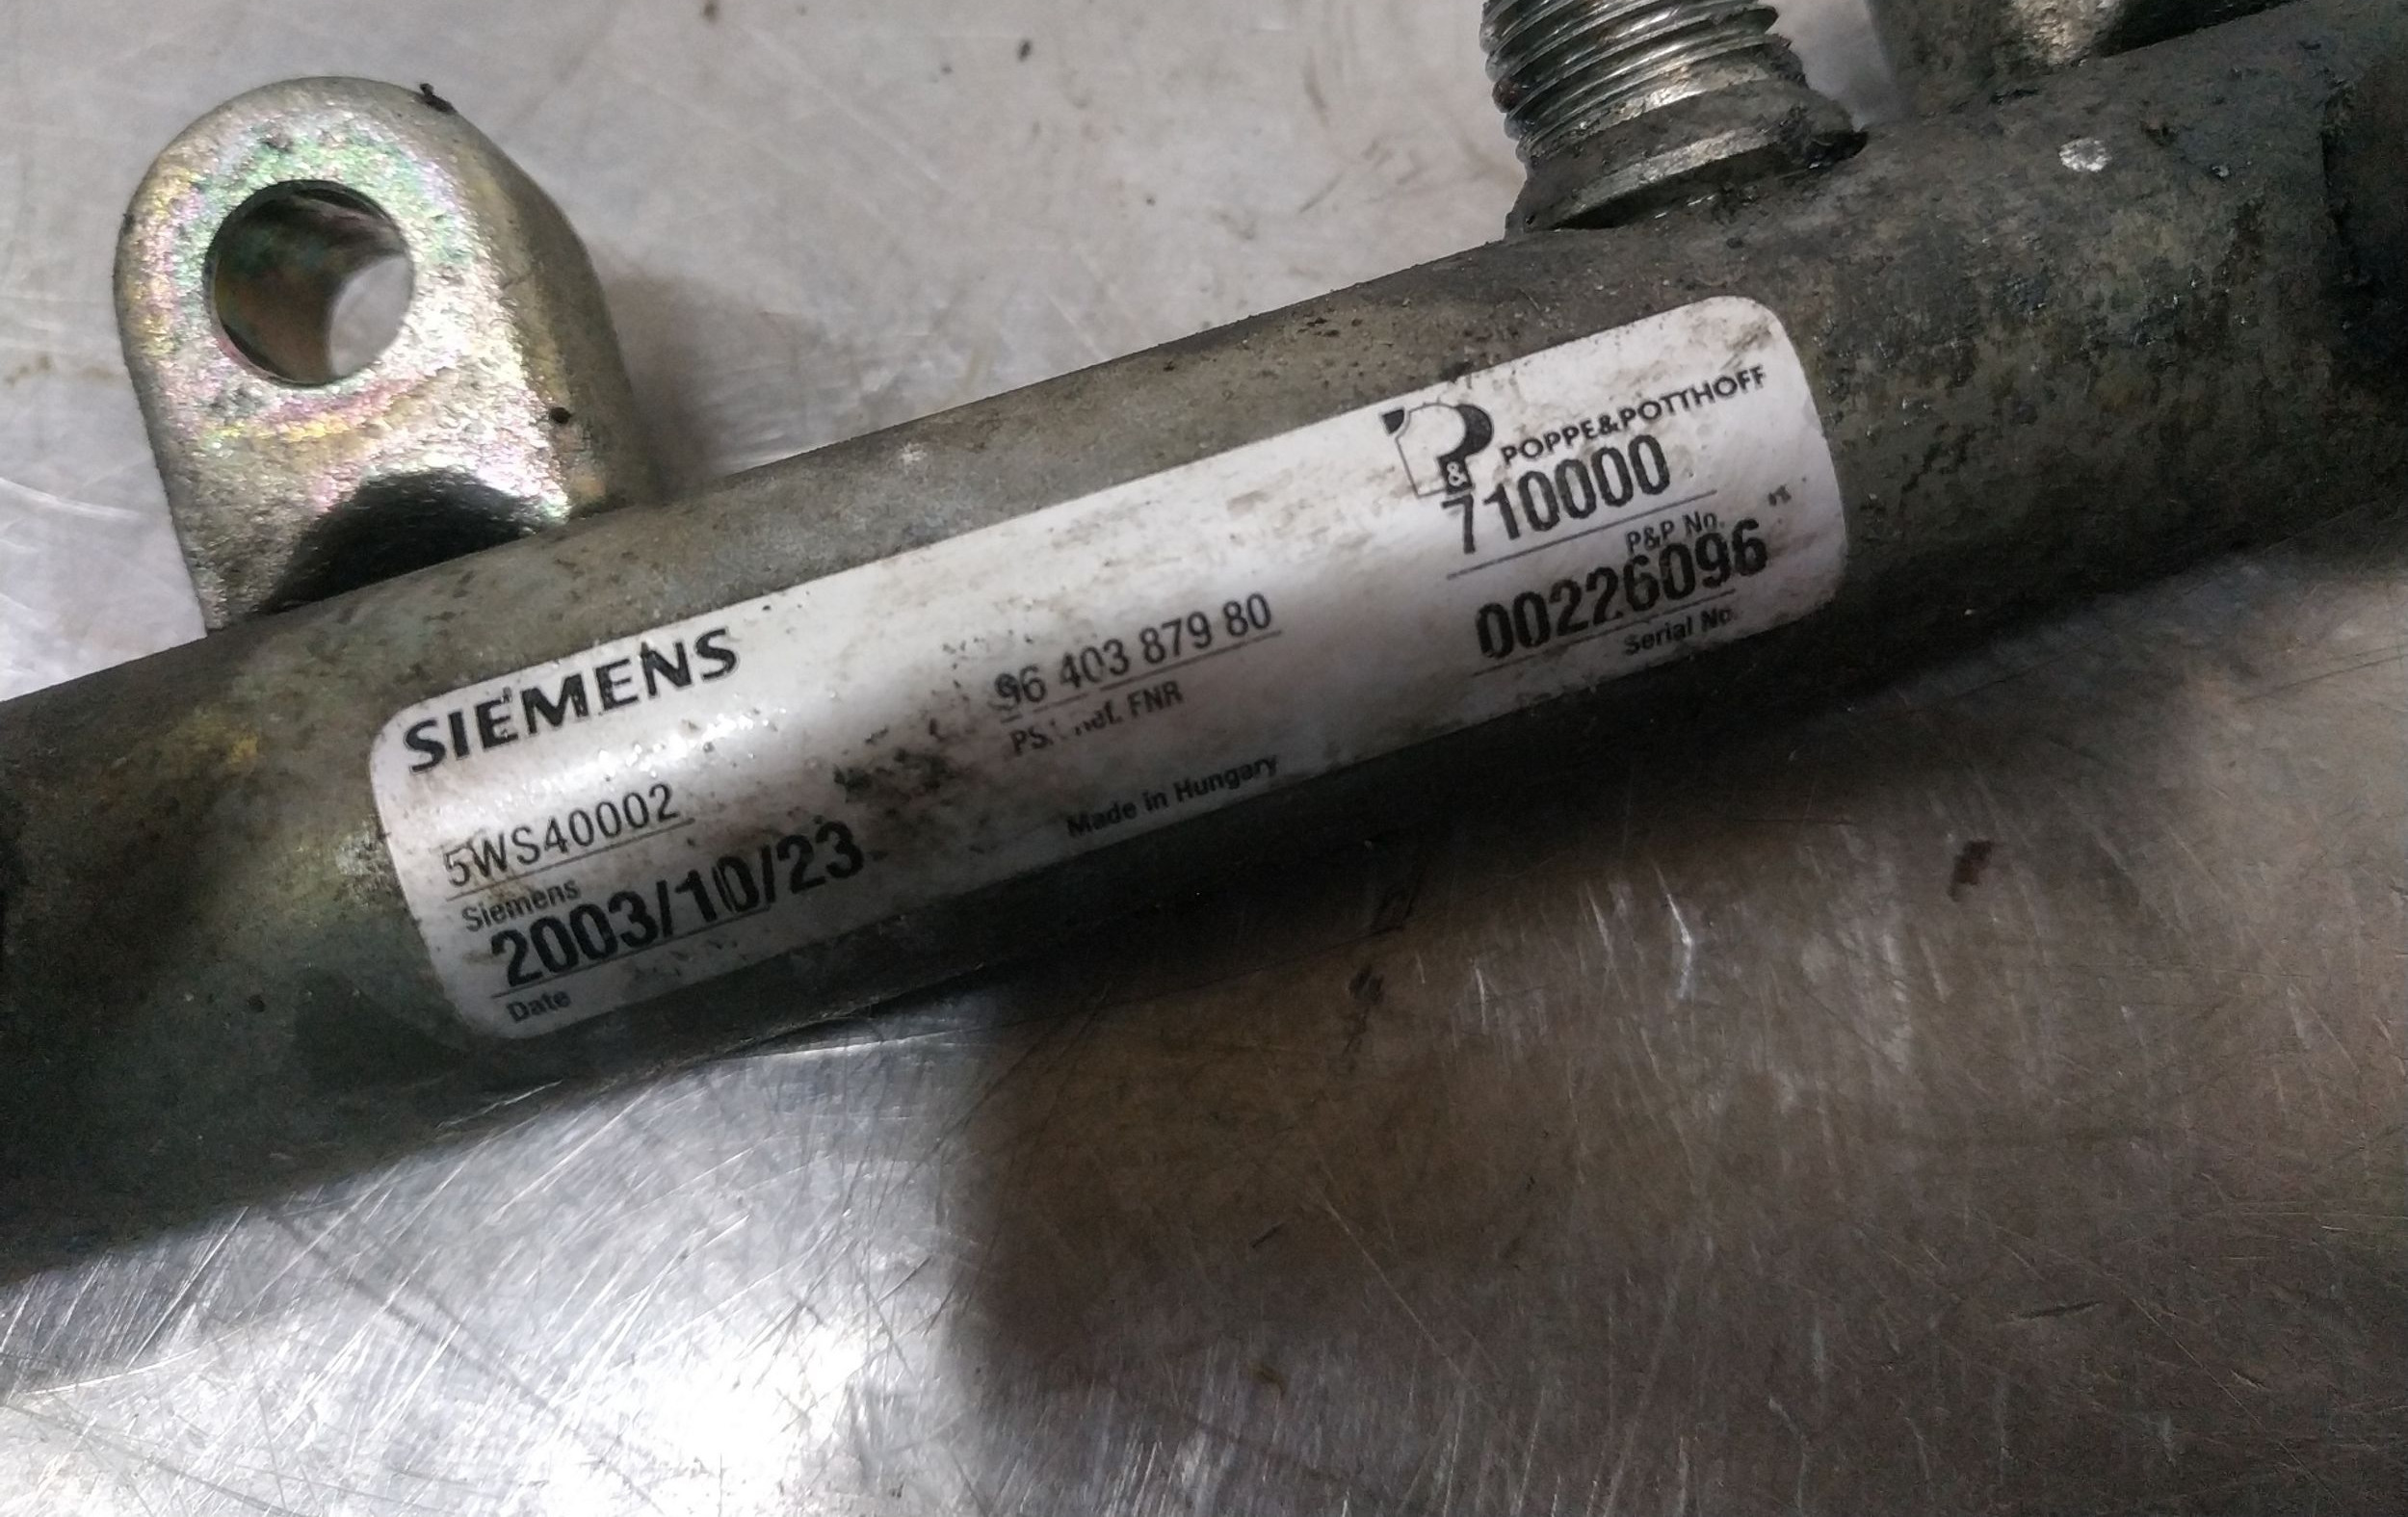 SIEMENS
5WS40002
Siemens
2003/10/23
Date
96 403 879 80
FNR
Made in Hungary
P&P
POPPE&POTTHOFF
710000
P&P No.
00226096
Serial No.